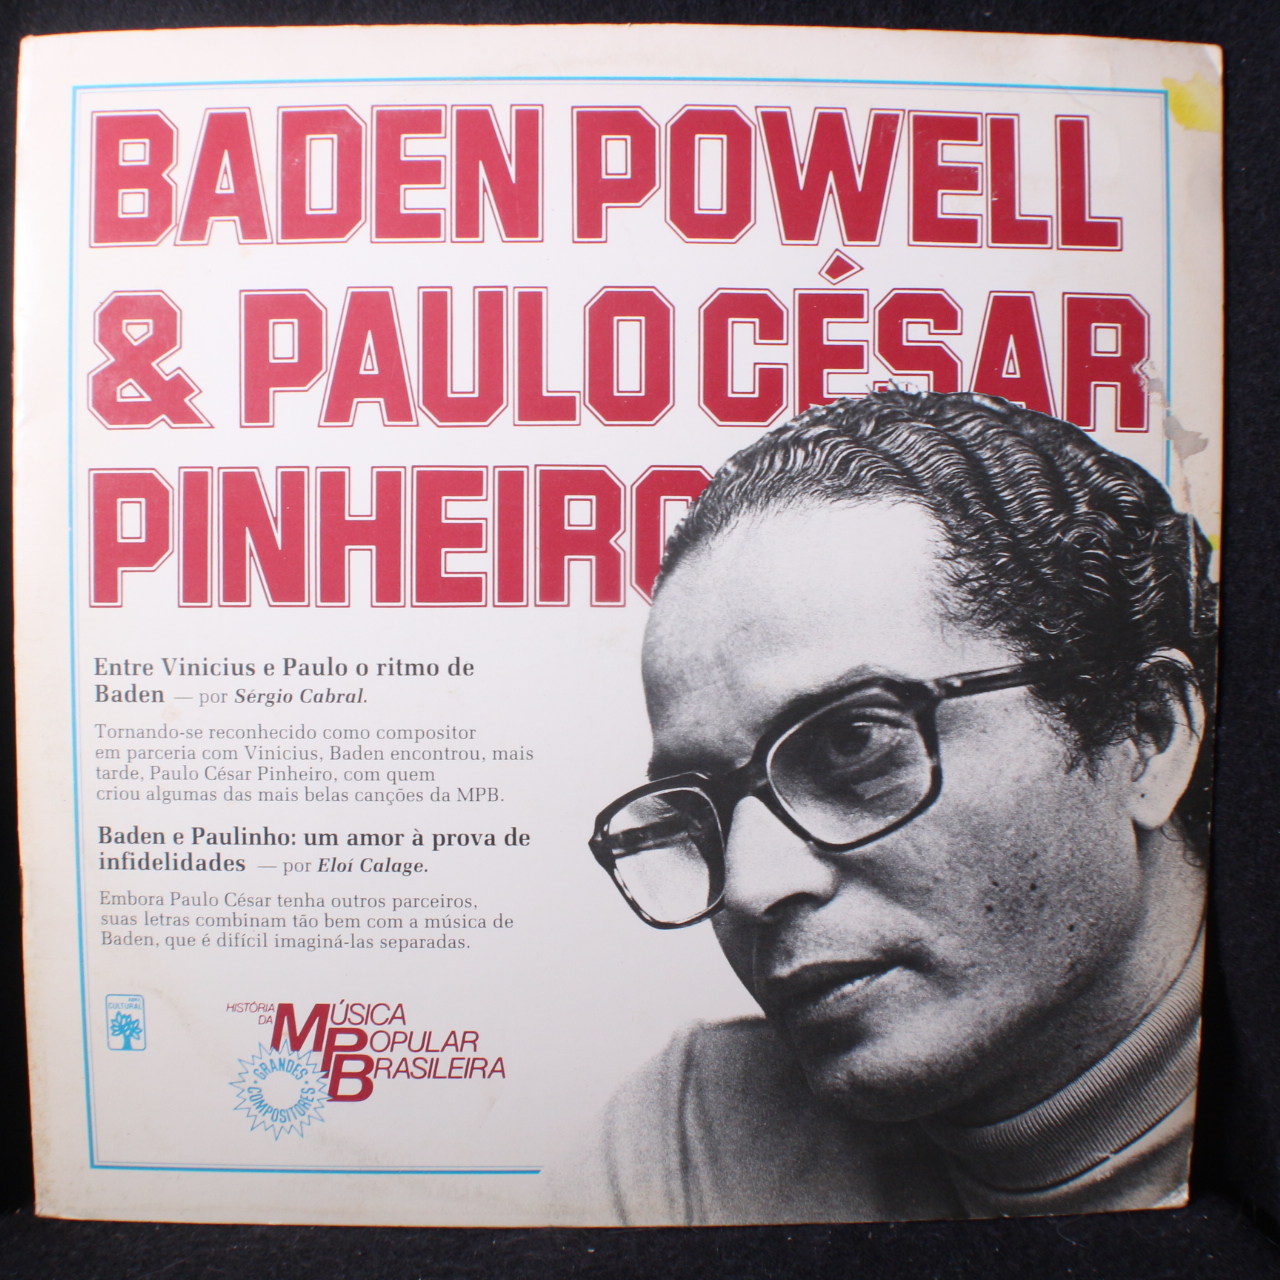 BADEN POWELL
& PAULO CÉSAR
PINHEIRO
Entre Vinicius e Paulo o ritmo de
Baden — por Sérgio Cabral.
Tornando-se reconhecido como compositor
em parceria com Vinicius, Baden encontrou, mais
tarde, Paulo César Pinheiro, com quem
criou algumas das mais belas canções da MPB.
Baden e Paulinho: um amor à prova de
infidelidades — por Eloí Calage.
Embora Paulo César tenha outros parceiros,
suas letras combinam tão bem com a música de
Baden, que é difícil imaginá-las separadas.
CULTURAL
HISTÓRIA
DA
MÚSICA
POPULAR
BRASILEIRA
GRANDES
COMPOSITORES